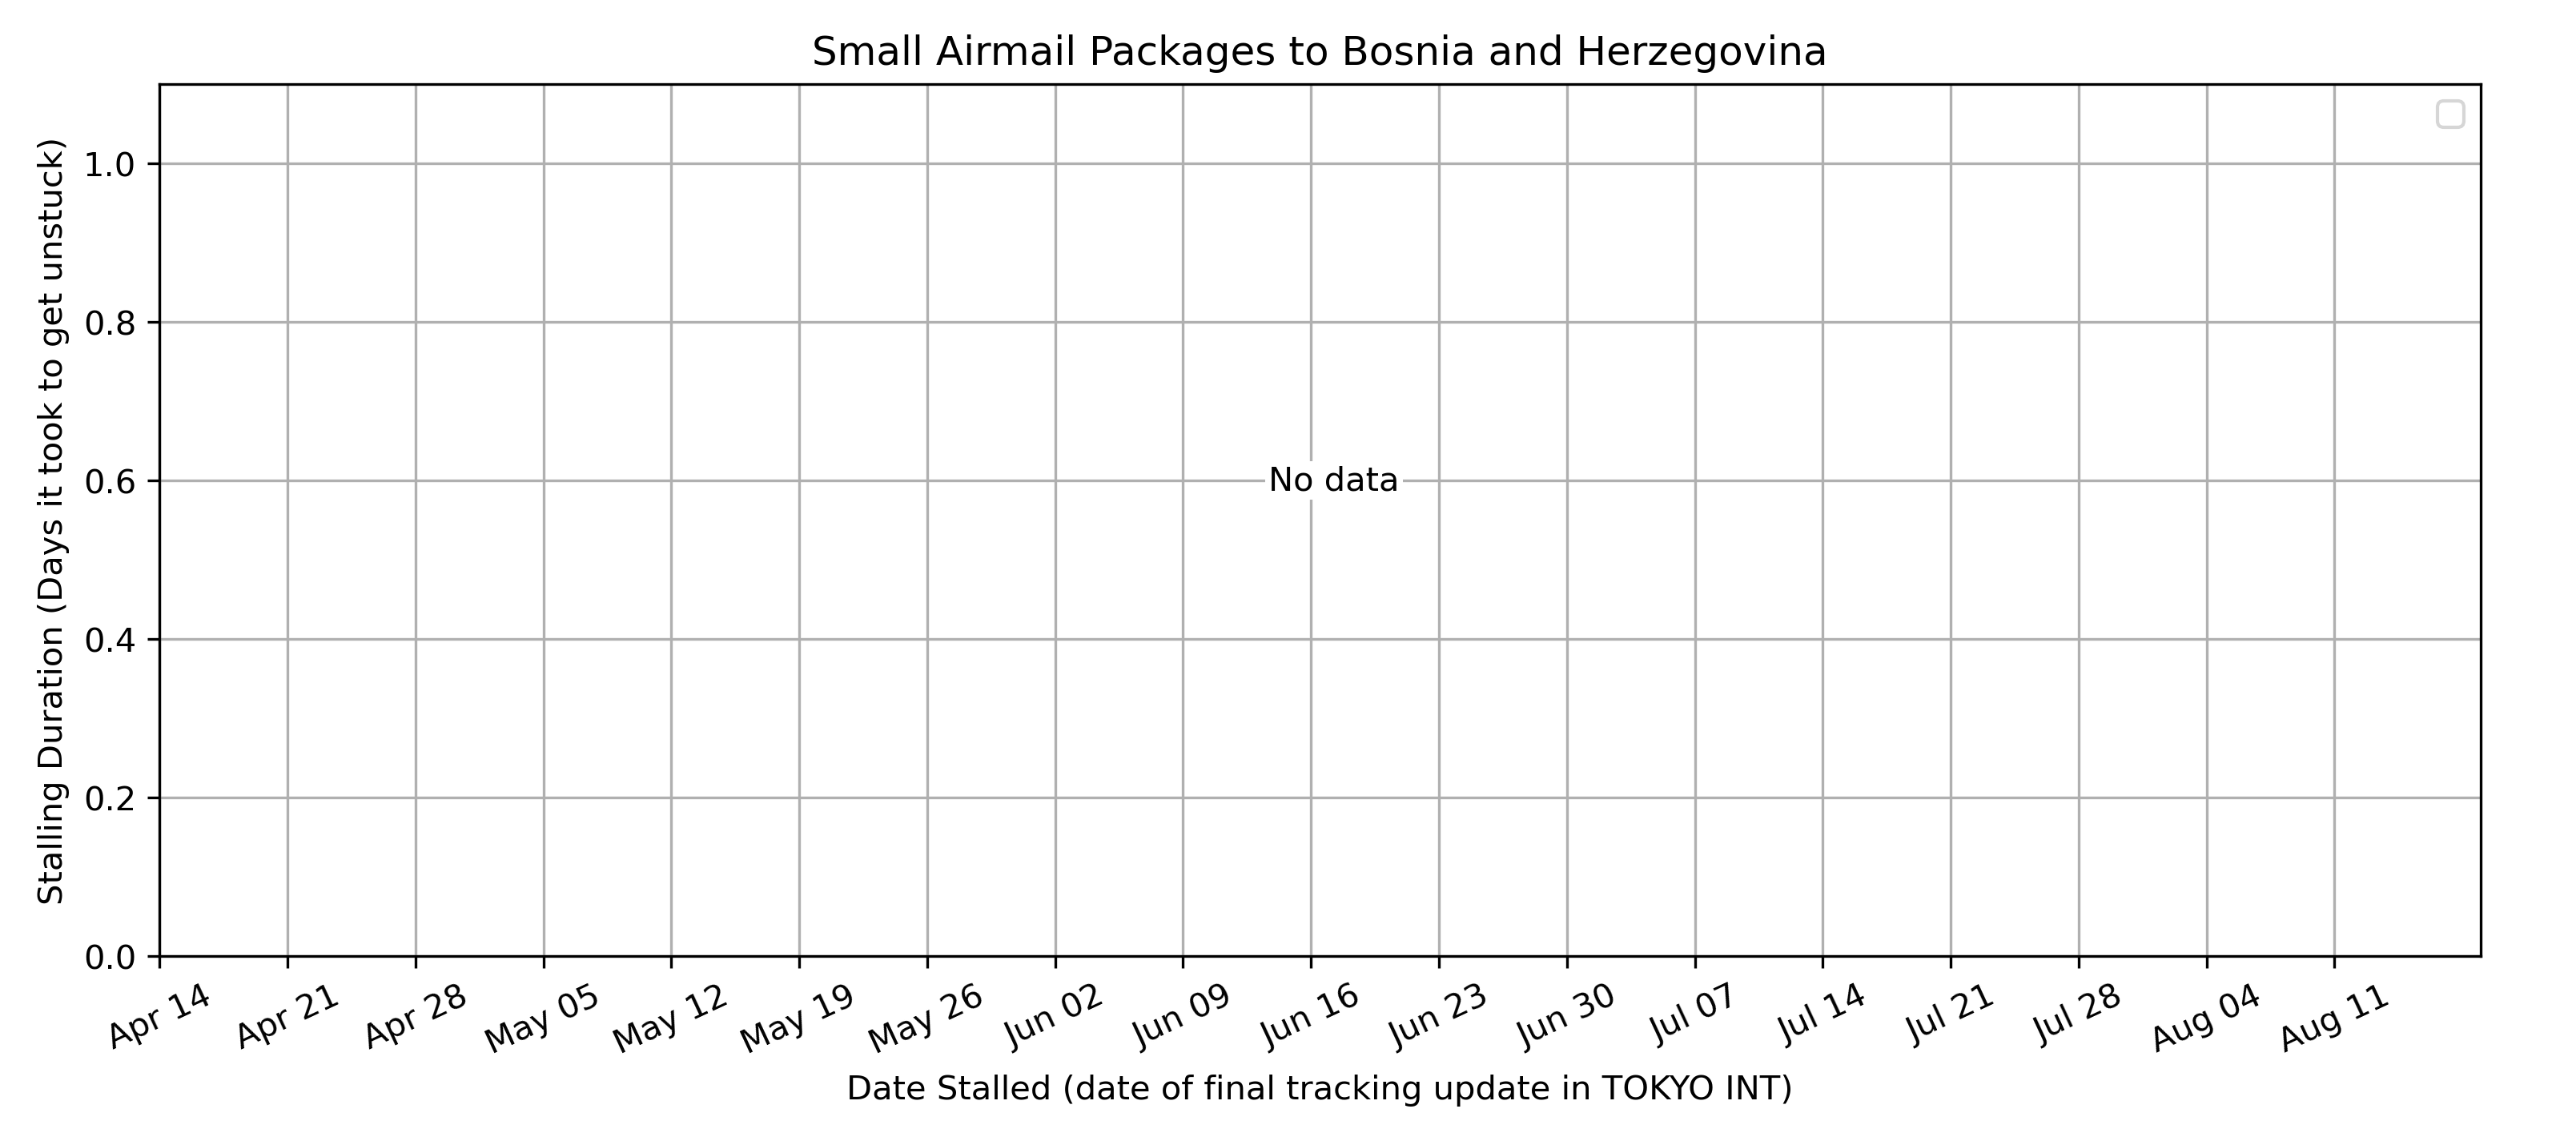 Small Airmail Packages to Bosnia and Herzegovina
Stalling Duration (Days it took to get unstuck)
1.0
0.8
0.6
0.4
0.2
0.0
No data
Apr 14
Apr 21
Apr 28
May 05
May 12
May 19
May 26
Jun 02
Jun 09
Jun 16
Jun 23
Jun 30
Jul 07
Jul 14
Jul 21
Jul 28
Aug 04
Aug 11
Date Stalled (date of final tracking update in TOKYO INT)